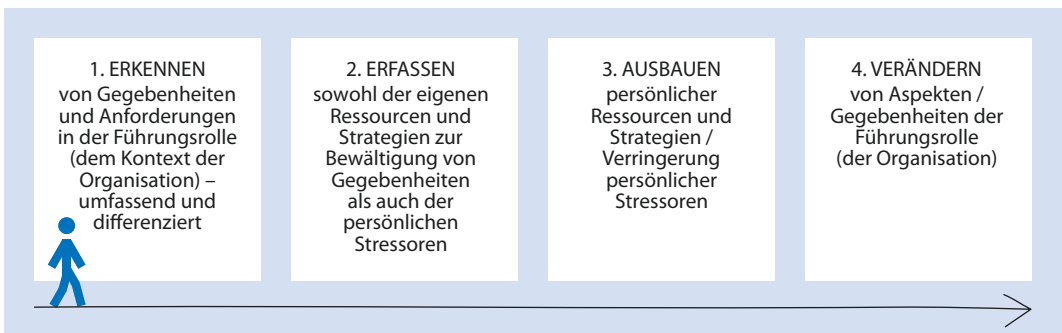 1. ERKENNEN
von Gegebenheiten
und Anforderungen
in der Führungsrolle
(dem Kontext der
Organisation) –
umfassend und
differenziert
2. ERFASSEN
sowohl der eigenen
Ressourcen und
Strategien zur
Bewältigung von
Gegebenheiten
als auch der
persönlichen
Stressoren
3. AUSBAUEN
persönlicher
Ressourcen und
Strategien /
Verringerung
persönlicher
Stressoren
4. VERÄNDERN
von Aspekten /
Gegebenheiten der
Führungsrolle
(der Organisation)